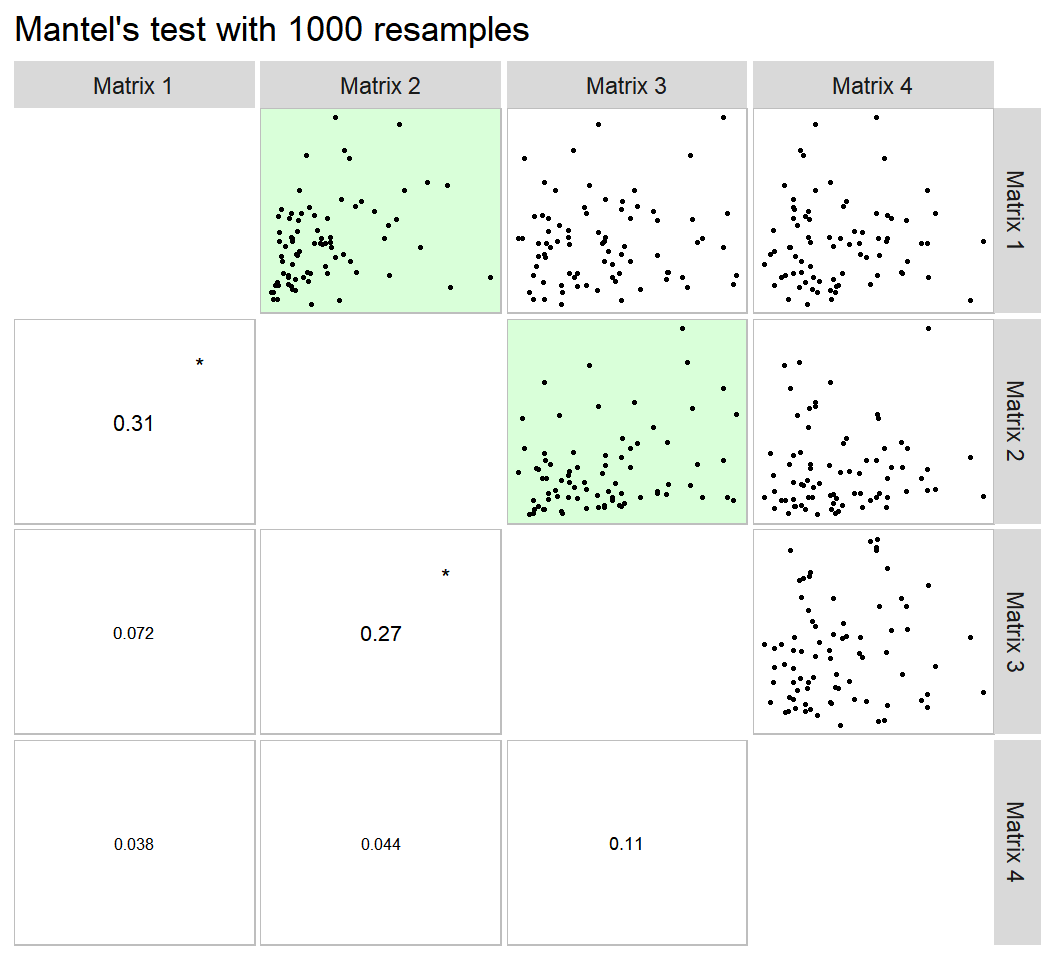 Mantel's test with 1000 resamples
Matrix 1
Matrix 2
Matrix 3
Matrix 4
Matrix 1
*
0.31
Matrix 2
*
0.072
0.27
Matrix 3
0.038
0.044
0.11
Matrix 4